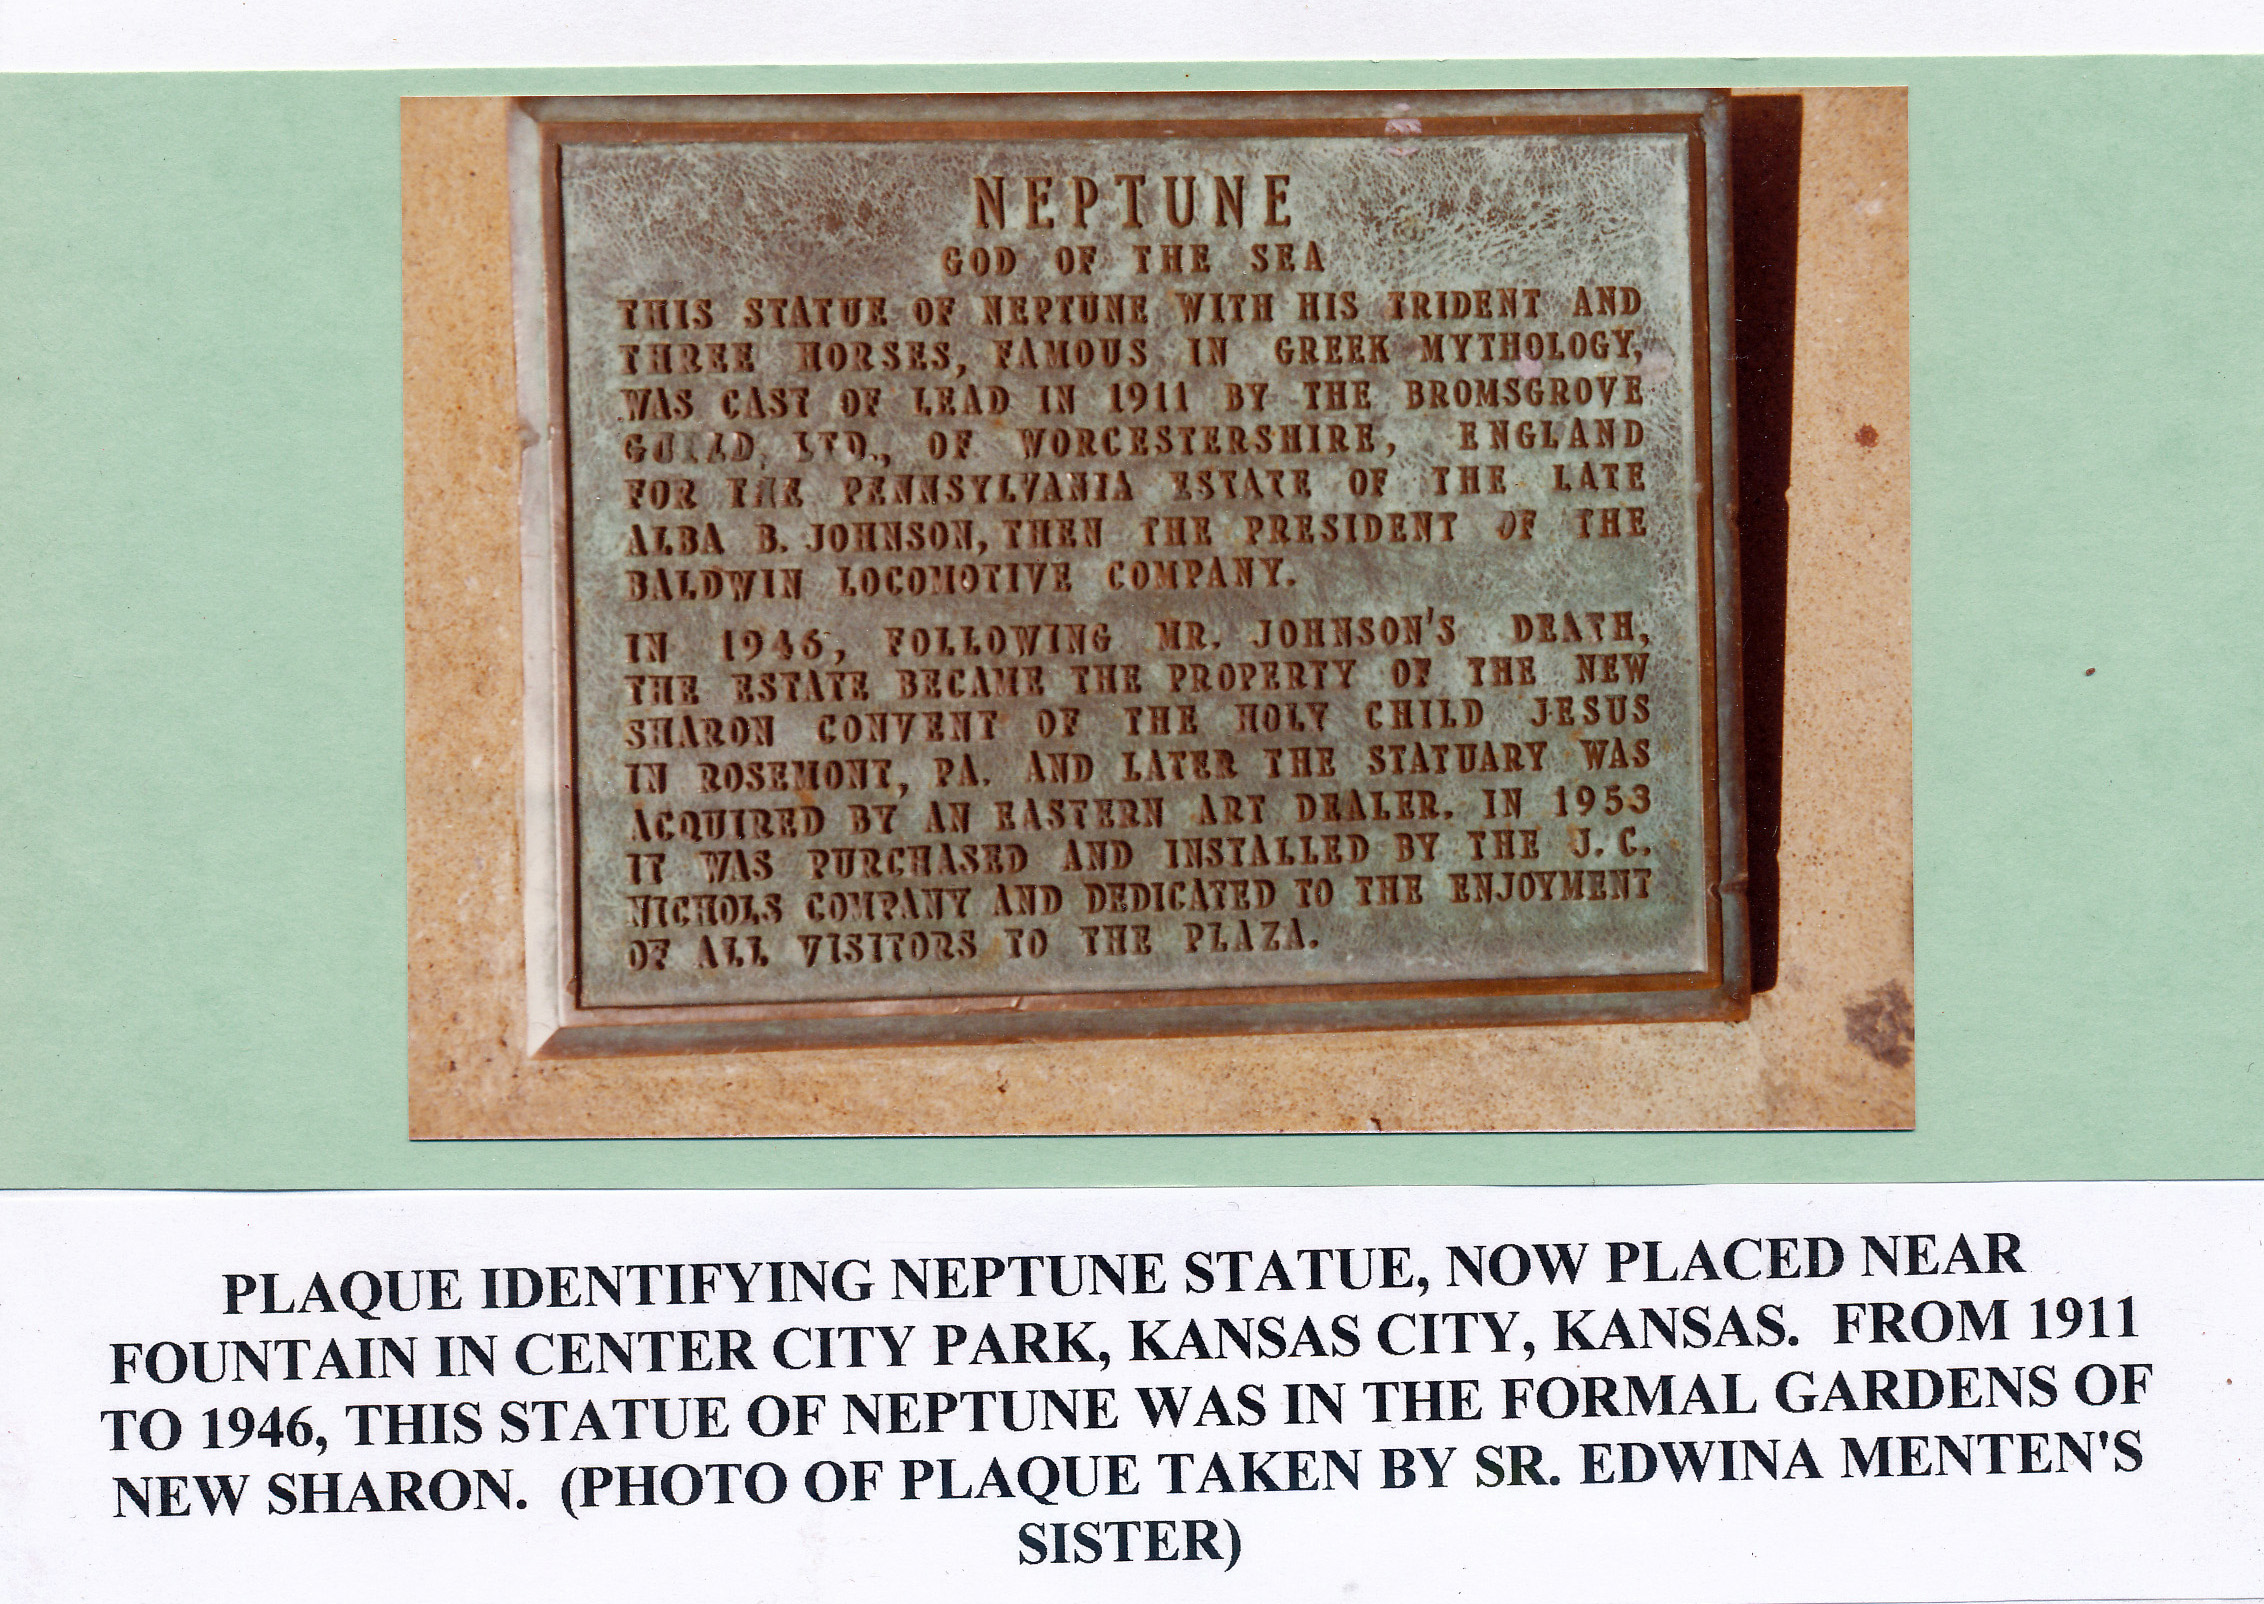 NEPTUNE
GOD OF THE SEA
THIS STATUE OF NEPTUNE WITH HIS TRIDENT AND
THREE HORSES, FAMOUS IN GREEK MYTHOLOGY,
WAS CAST OF LEAD IN 1911 BY THE BROMSGROVE
GUILD, LTD., OF WORCESTERSHIRE, ENGLAND
FOR THE PENNSYLVANIA ESTATE OF THE LATE
ALBA B. JOHNSON, THEN THE PRESIDENT OF THE
BALDWIN LOCOMOTIVE COMPANY.
IN 1946, FOLLOWING MR. JOHNSON'S DEATH,
THE ESTATE BECAME THE PROPERTY OF THE NEW
SHARON CONVENT OF THE HOLY CHILD JESUS
IN ROSEMONT, PA. AND LATER THE STATUARY WAS
ACQUIRED BY AN EASTERN ART DEALER. IN 1953
IT WAS PURCHASED AND INSTALLED BY THE J. C.
NICHOLS COMPANY AND DEDICATED TO THE ENJOYMENT
OF ALL VISITORS TO THE PLAZA.
PLAQUE IDENTIFYING NEPTUNE STATUE, NOW PLACED NEAR
FOUNTAIN IN CENTER CITY PARK, KANSAS CITY, KANSAS. FROM 1911
TO 1946, THIS STATUE OF NEPTUNE WAS IN THE FORMAL GARDENS OF
NEW SHARON. (PHOTO OF PLAQUE TAKEN BY SR. EDWINA MENTEN'S
SISTER)